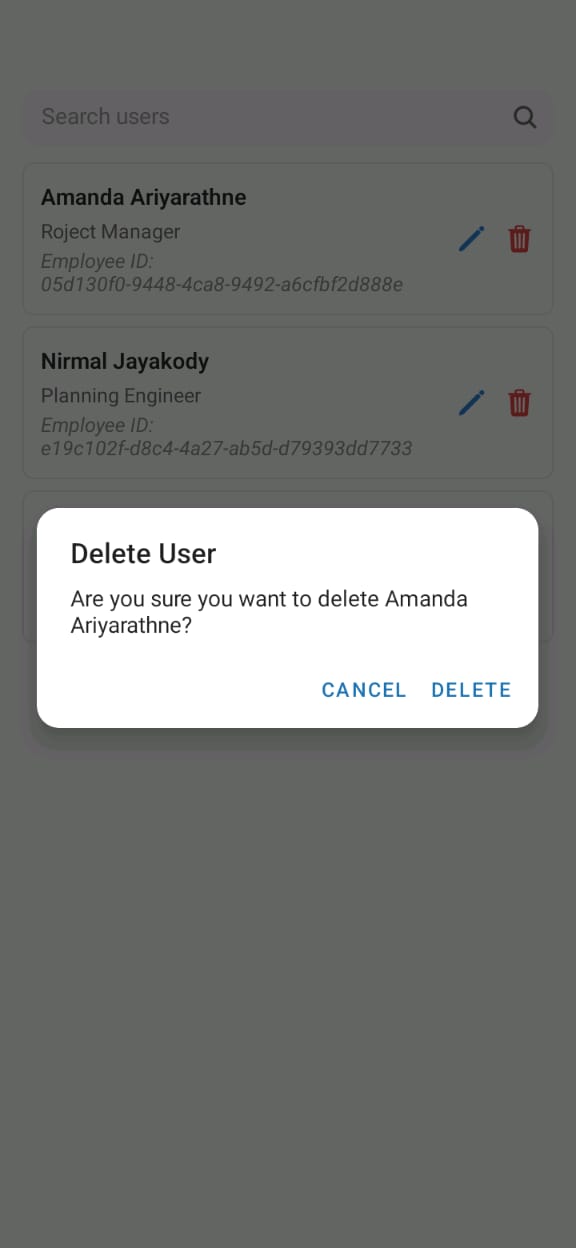 Search users
Amanda Ariyarathne
Roject Manager
Employee ID:
05d130f0-9448-4ca8-9492-a6cfbf2d888e
Nirmal Jayakody
Planning Engineer
Employee ID:
e19c102f-d8c4-4a27-ab5d-d79393dd7733
Delete User
Are you sure you want to delete Amanda
Ariyarathne?
CANCEL DELETE